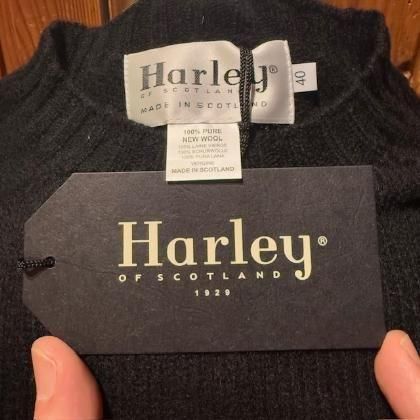 Harley®
OF SCOTLAND
MADE IN SCOTLAND
40
100% PURE
NEW WOOL
100% LAINE VIERGE
100% SCHURWOLLE
100% PURA LANA
VERGINE
MADE IN SCOTLAND
Harley®
OF SCOTLAND
1929